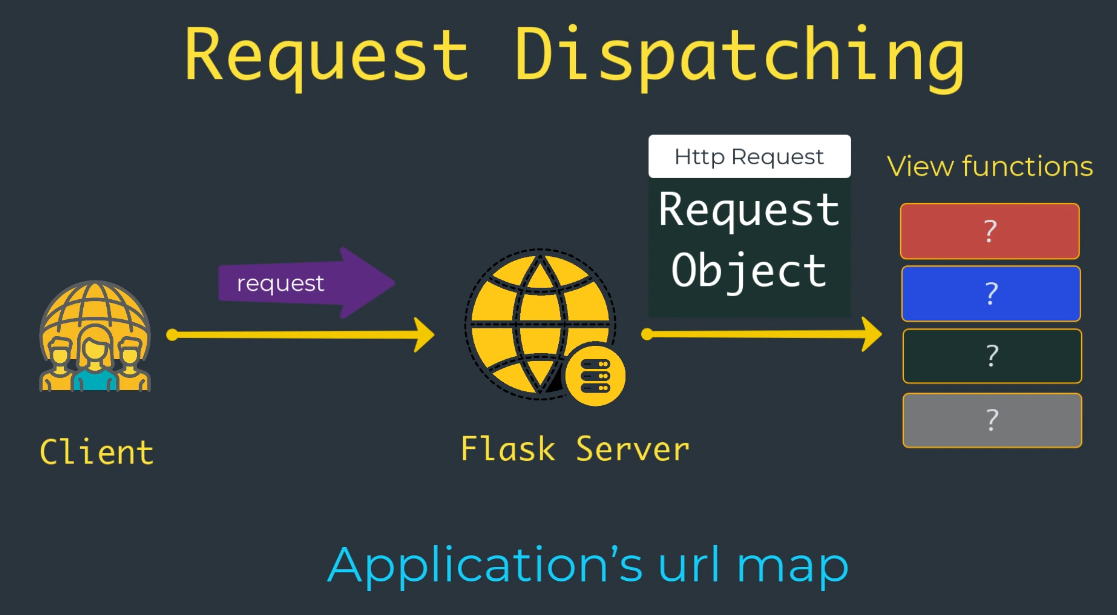 Request Dispatching
Http Request
Request
Object
View functions
?
?
?
?
request
Client
Flask Server
Application's url map